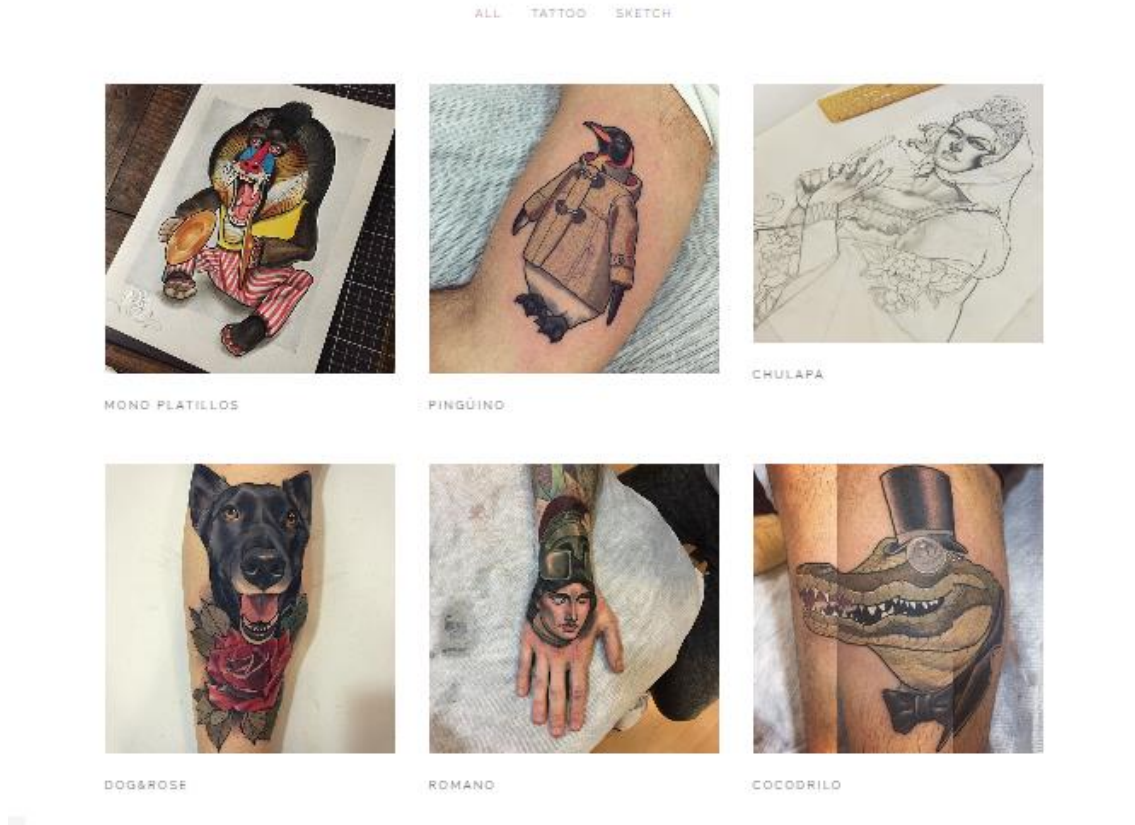 ALL TATTOO SKETCH
MONO PLATILLOS
PINGÜINO
CHULAPA
DOG&ROSE
ROMANO
COCODRILO